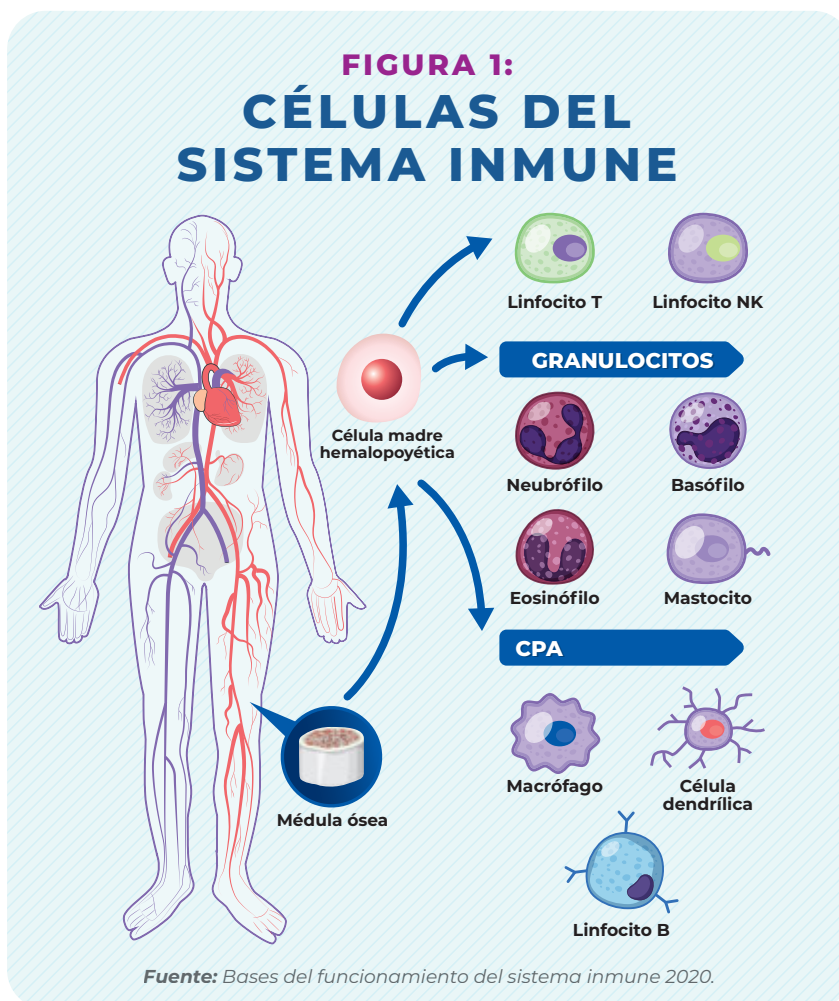 FIGURA 1:
CÉLULAS DEL
SISTEMA INMUNE
Linfocito T
Linfocito NK
GRANULOCITOS
Célula madre
hemalopoyética
Neubrófilo
Basófilo
Eosinófilo
Mastocito
CPA
Macrófago
Célula
dendrílica
Médula ósea
Linfocito B
Fuente: Bases del funcionamiento del sistema inmune 2020.